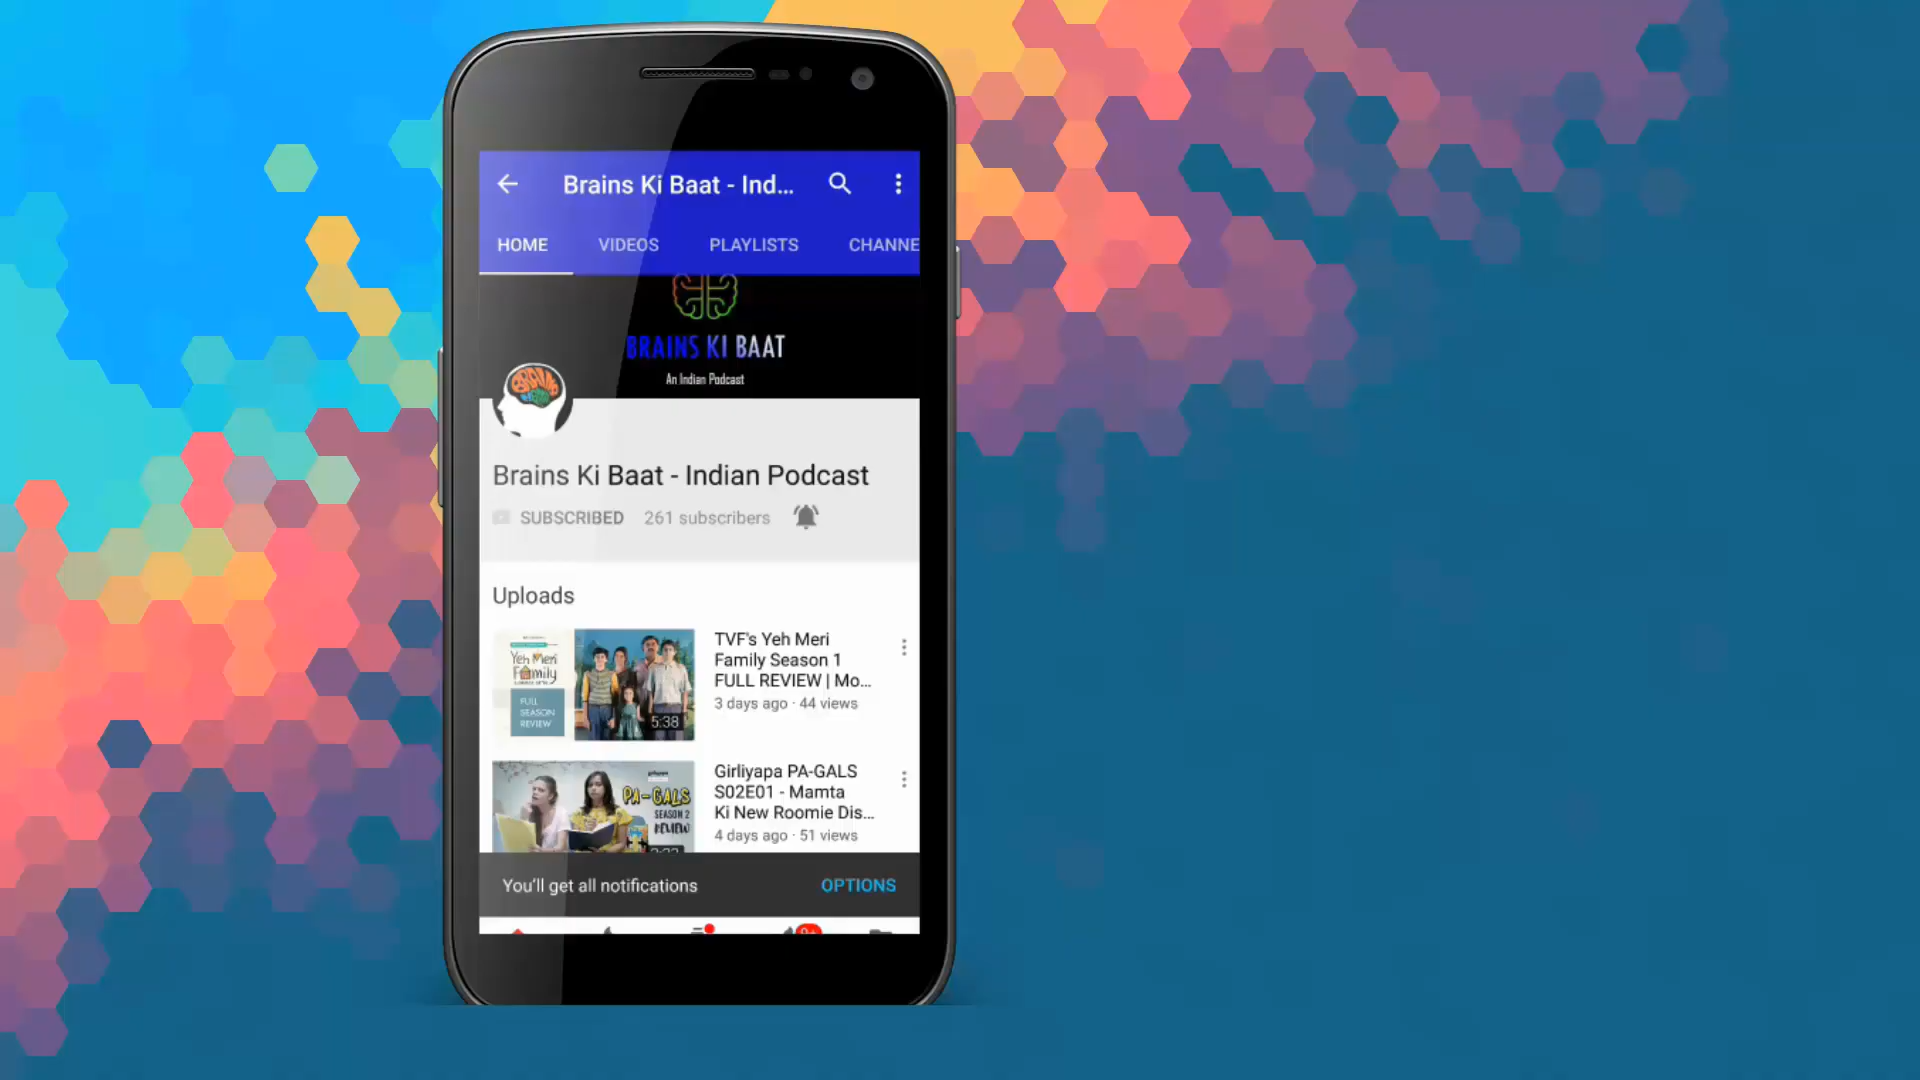 Brains Ki Baat - Ind...
HOME VIDEOS PLAYLISTS CHANNE
BRAINS KI BAAT
An Indian Podcast
BRAIN
Brains Ki Baat - Indian Podcast
SUBSCRIBED 261 subscribers
Uploads
Yeh Meri
Family
FULL
SEASON
REVIEW
5:38
TVF's Yeh Meri
Family Season 1
FULL REVIEW | Mo...
3 days ago · 44 views
girliyapa
PA-GALS
SEASON 2
REVIEW
Girliyapa PA-GALS
S02E01 - Mamta
Ki New Roomie Dis...
4 days ago · 51 views
You'll get all notifications OPTIONS
9+